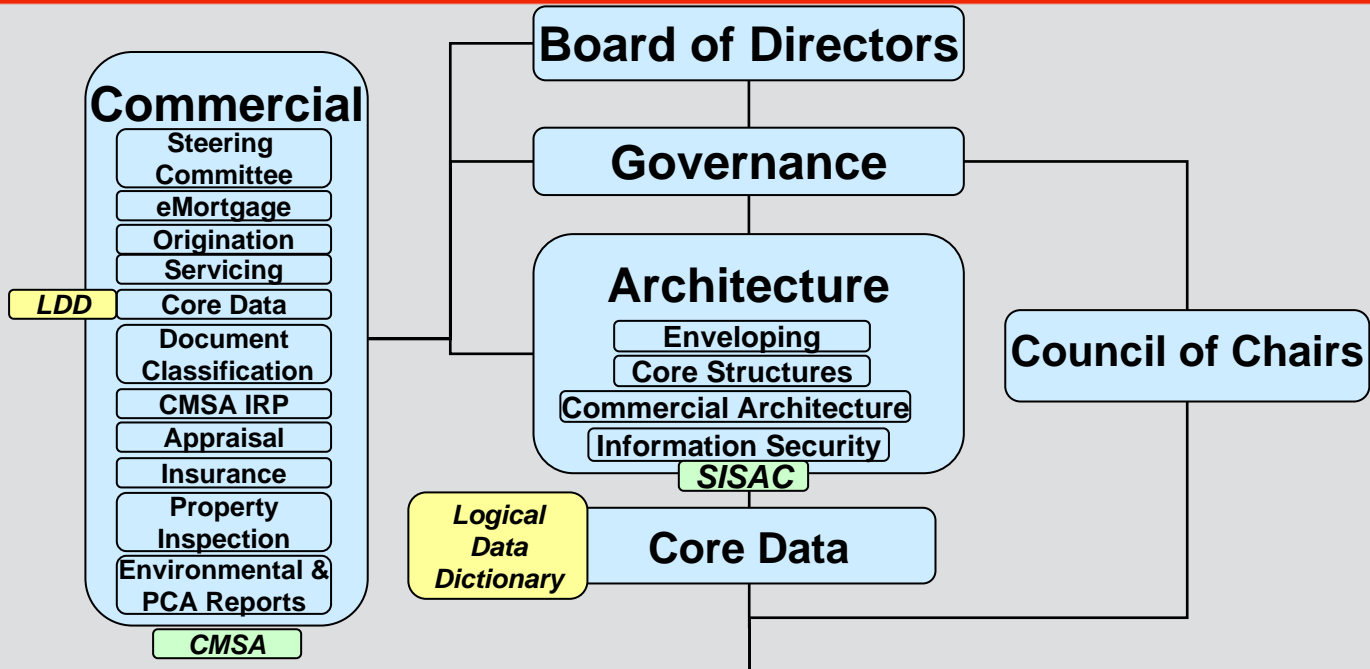 Board of Directors
Commercial
Steering
Committee
eMortgage
Origination
Servicing
LDD
Core Data
Document
Classification
CMSA IRP
Appraisal
Insurance
Property
Inspection
Environmental &
PCA Reports
CMSA
Governance
Architecture
Enveloping
Core Structures
Commercial Architecture
Information Security
SISAC
Council of Chairs
Logical
Data
Dictionary
Core Data